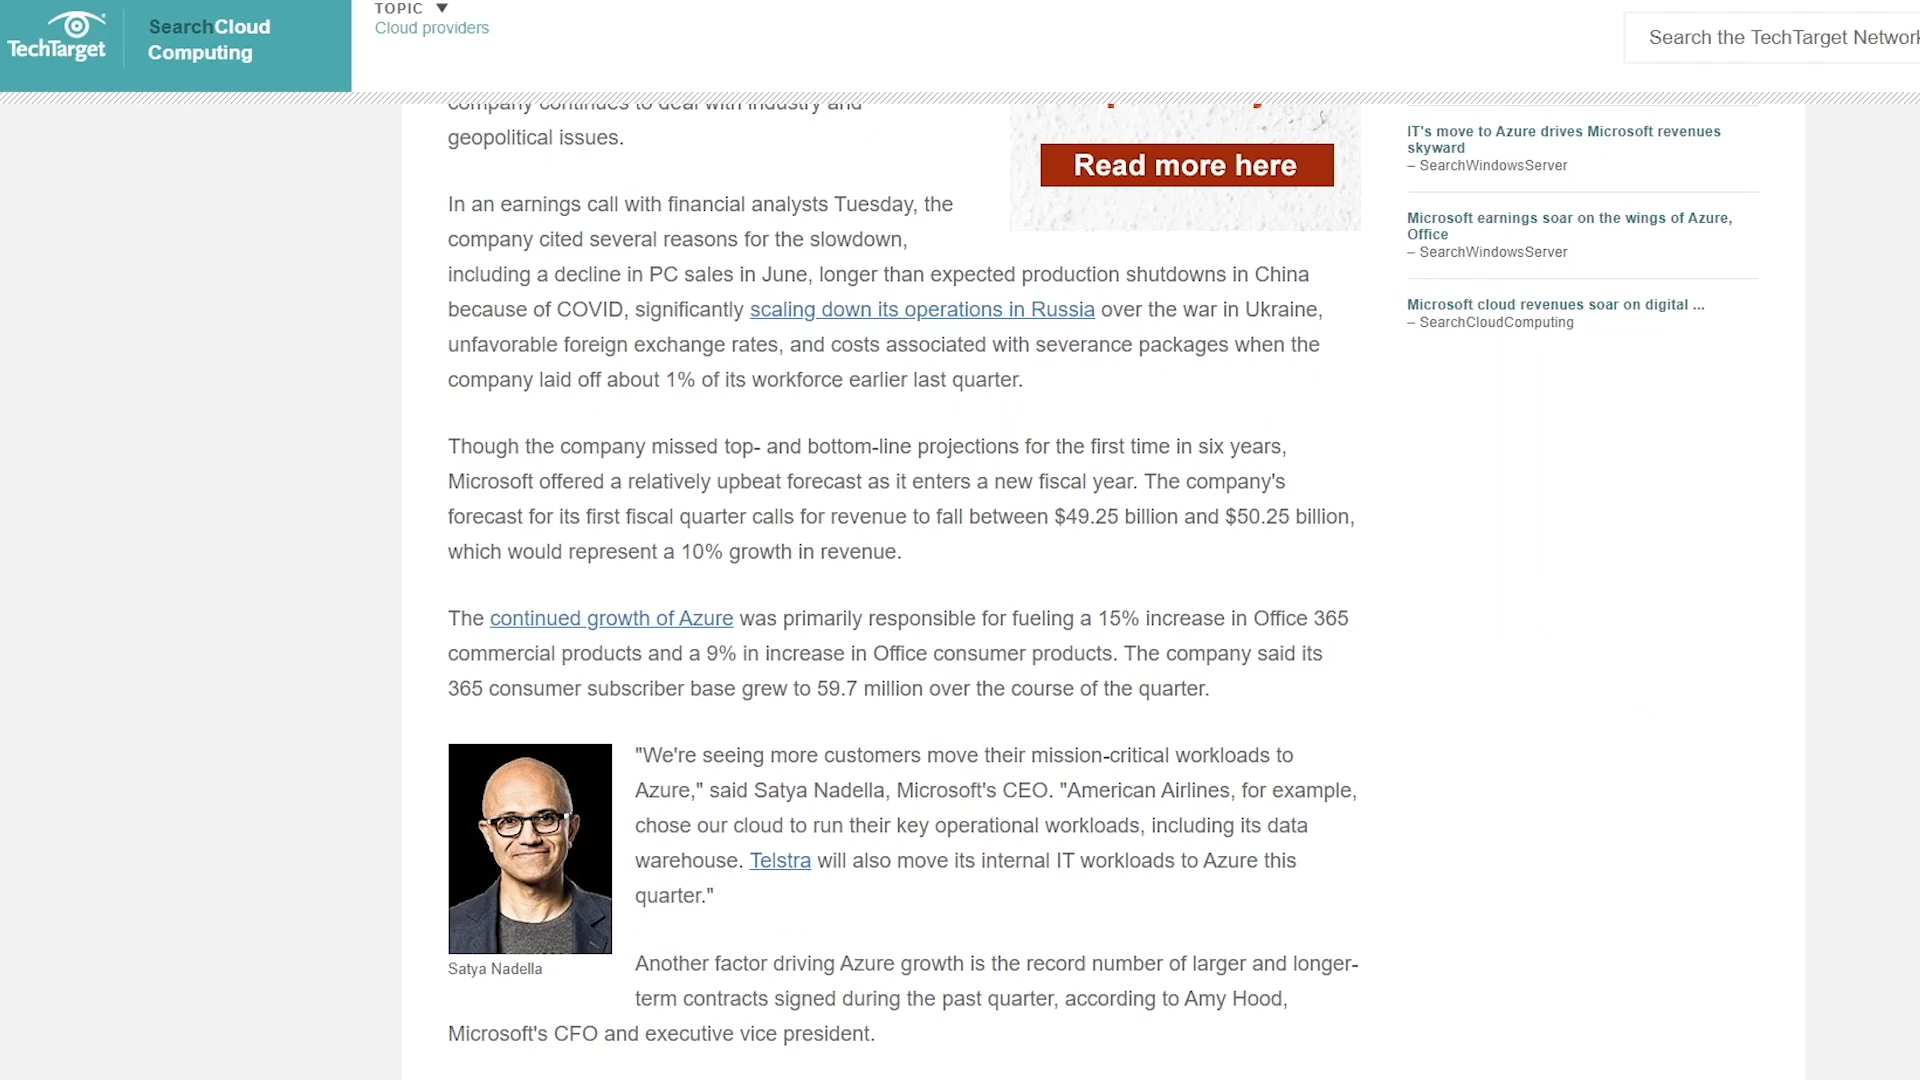 TechTarget
SearchCloud
Computing
TOPIC
Cloud providers
Search the TechTarget Network
company continues to deal with industry and
geopolitical issues.
Read more here
In an earnings call with financial analysts Tuesday, the
company cited several reasons for the slowdown,
including a decline in PC sales in June, longer than expected production shutdowns in China
because of COVID, significantly scaling down its operations in Russia over the war in Ukraine,
unfavorable foreign exchange rates, and costs associated with severance packages when the
company laid off about 1% of its workforce earlier last quarter.
Though the company missed top- and bottom-line projections for the first time in six years,
Microsoft offered a relatively upbeat forecast as it enters a new fiscal year. The company's
forecast for its first fiscal quarter calls for revenue to fall between $49.25 billion and $50.25 billion,
which would represent a 10% growth in revenue.
The continued growth of Azure was primarily responsible for fueling a 15% increase in Office 365
commercial products and a 9% in increase in Office consumer products. The company said its
365 consumer subscriber base grew to 59.7 million over the course of the quarter.
"We're seeing more customers move their mission-critical workloads to
Azure," said Satya Nadella, Microsoft's CEO. "American Airlines, for example,
chose our cloud to run their key operational workloads, including its data
warehouse. Telstra will also move its internal IT workloads to Azure this
quarter."
Satya Nadella
Another factor driving Azure growth is the record number of larger and longer-
term contracts signed during the past quarter, according to Amy Hood,
Microsoft's CFO and executive vice president.
IT's move to Azure drives Microsoft revenues
skyward
– SearchWindowsServer
Microsoft earnings soar on the wings of Azure,
Office
– SearchWindowsServer
Microsoft cloud revenues soar on digital ...
– SearchCloudComputing